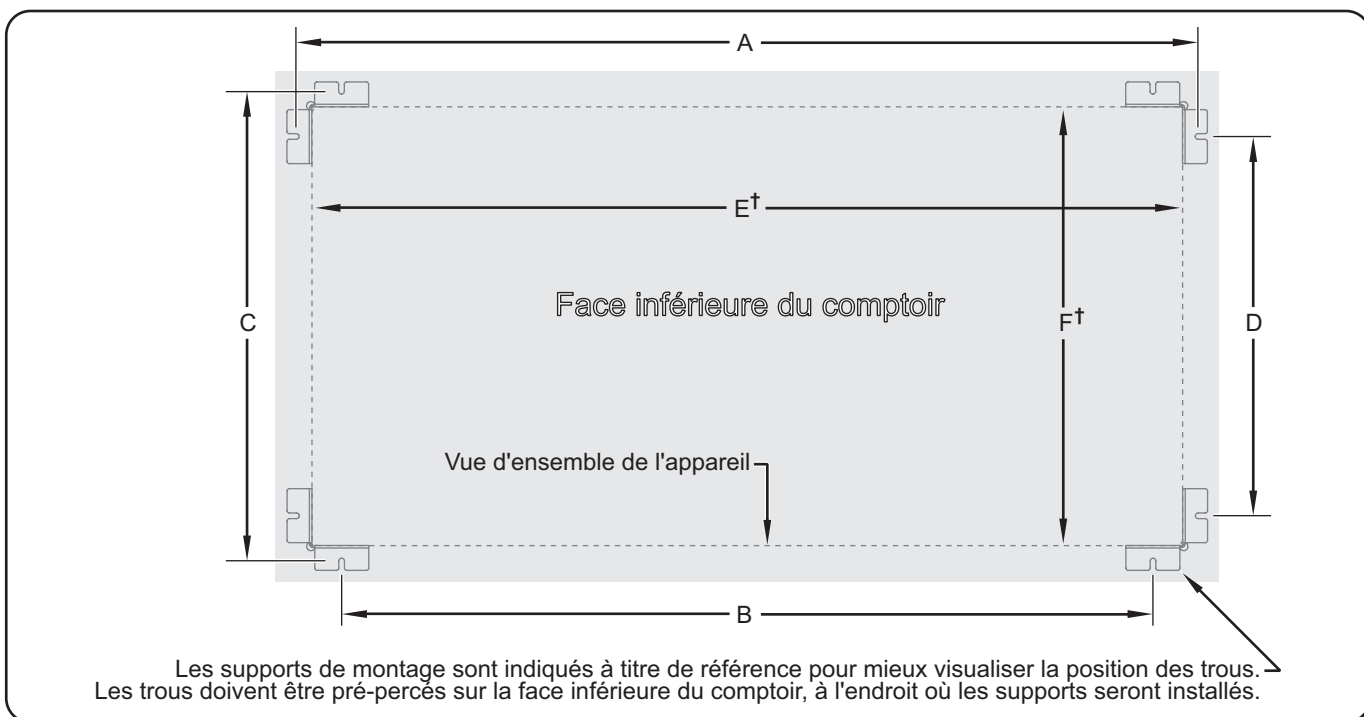 A
E†
Face inférieure du comptoir
C
F†
D
Vue d'ensemble de l'appareil
B
Les supports de montage sont indiqués à titre de référence pour mieux visualiser la position des trous.
Les trous doivent être pré-percés sur la face inférieure du comptoir, à l'endroit où les supports seront installés.